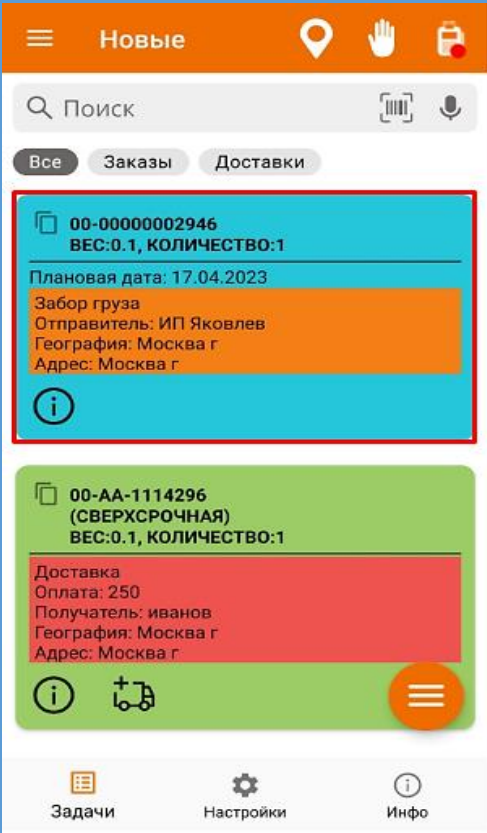 Новые
Поиск
Все Заказы Доставки
00-00000002946
ВЕС:0.1, КОЛИЧЕСТВО:1
Плановая дата: 17.04.2023
Забор груза
Отправитель: ИП Яковлев
География: Москва г
Адрес: Москва г
00-АА-1114296
(СВЕРХСРОЧНАЯ)
ВЕС:0.1, КОЛИЧЕСТВО:1
Доставка
Оплата: 250
Получатель: иванов
География: Москва г
Адрес: Москва г
Задачи Настройки Инфо